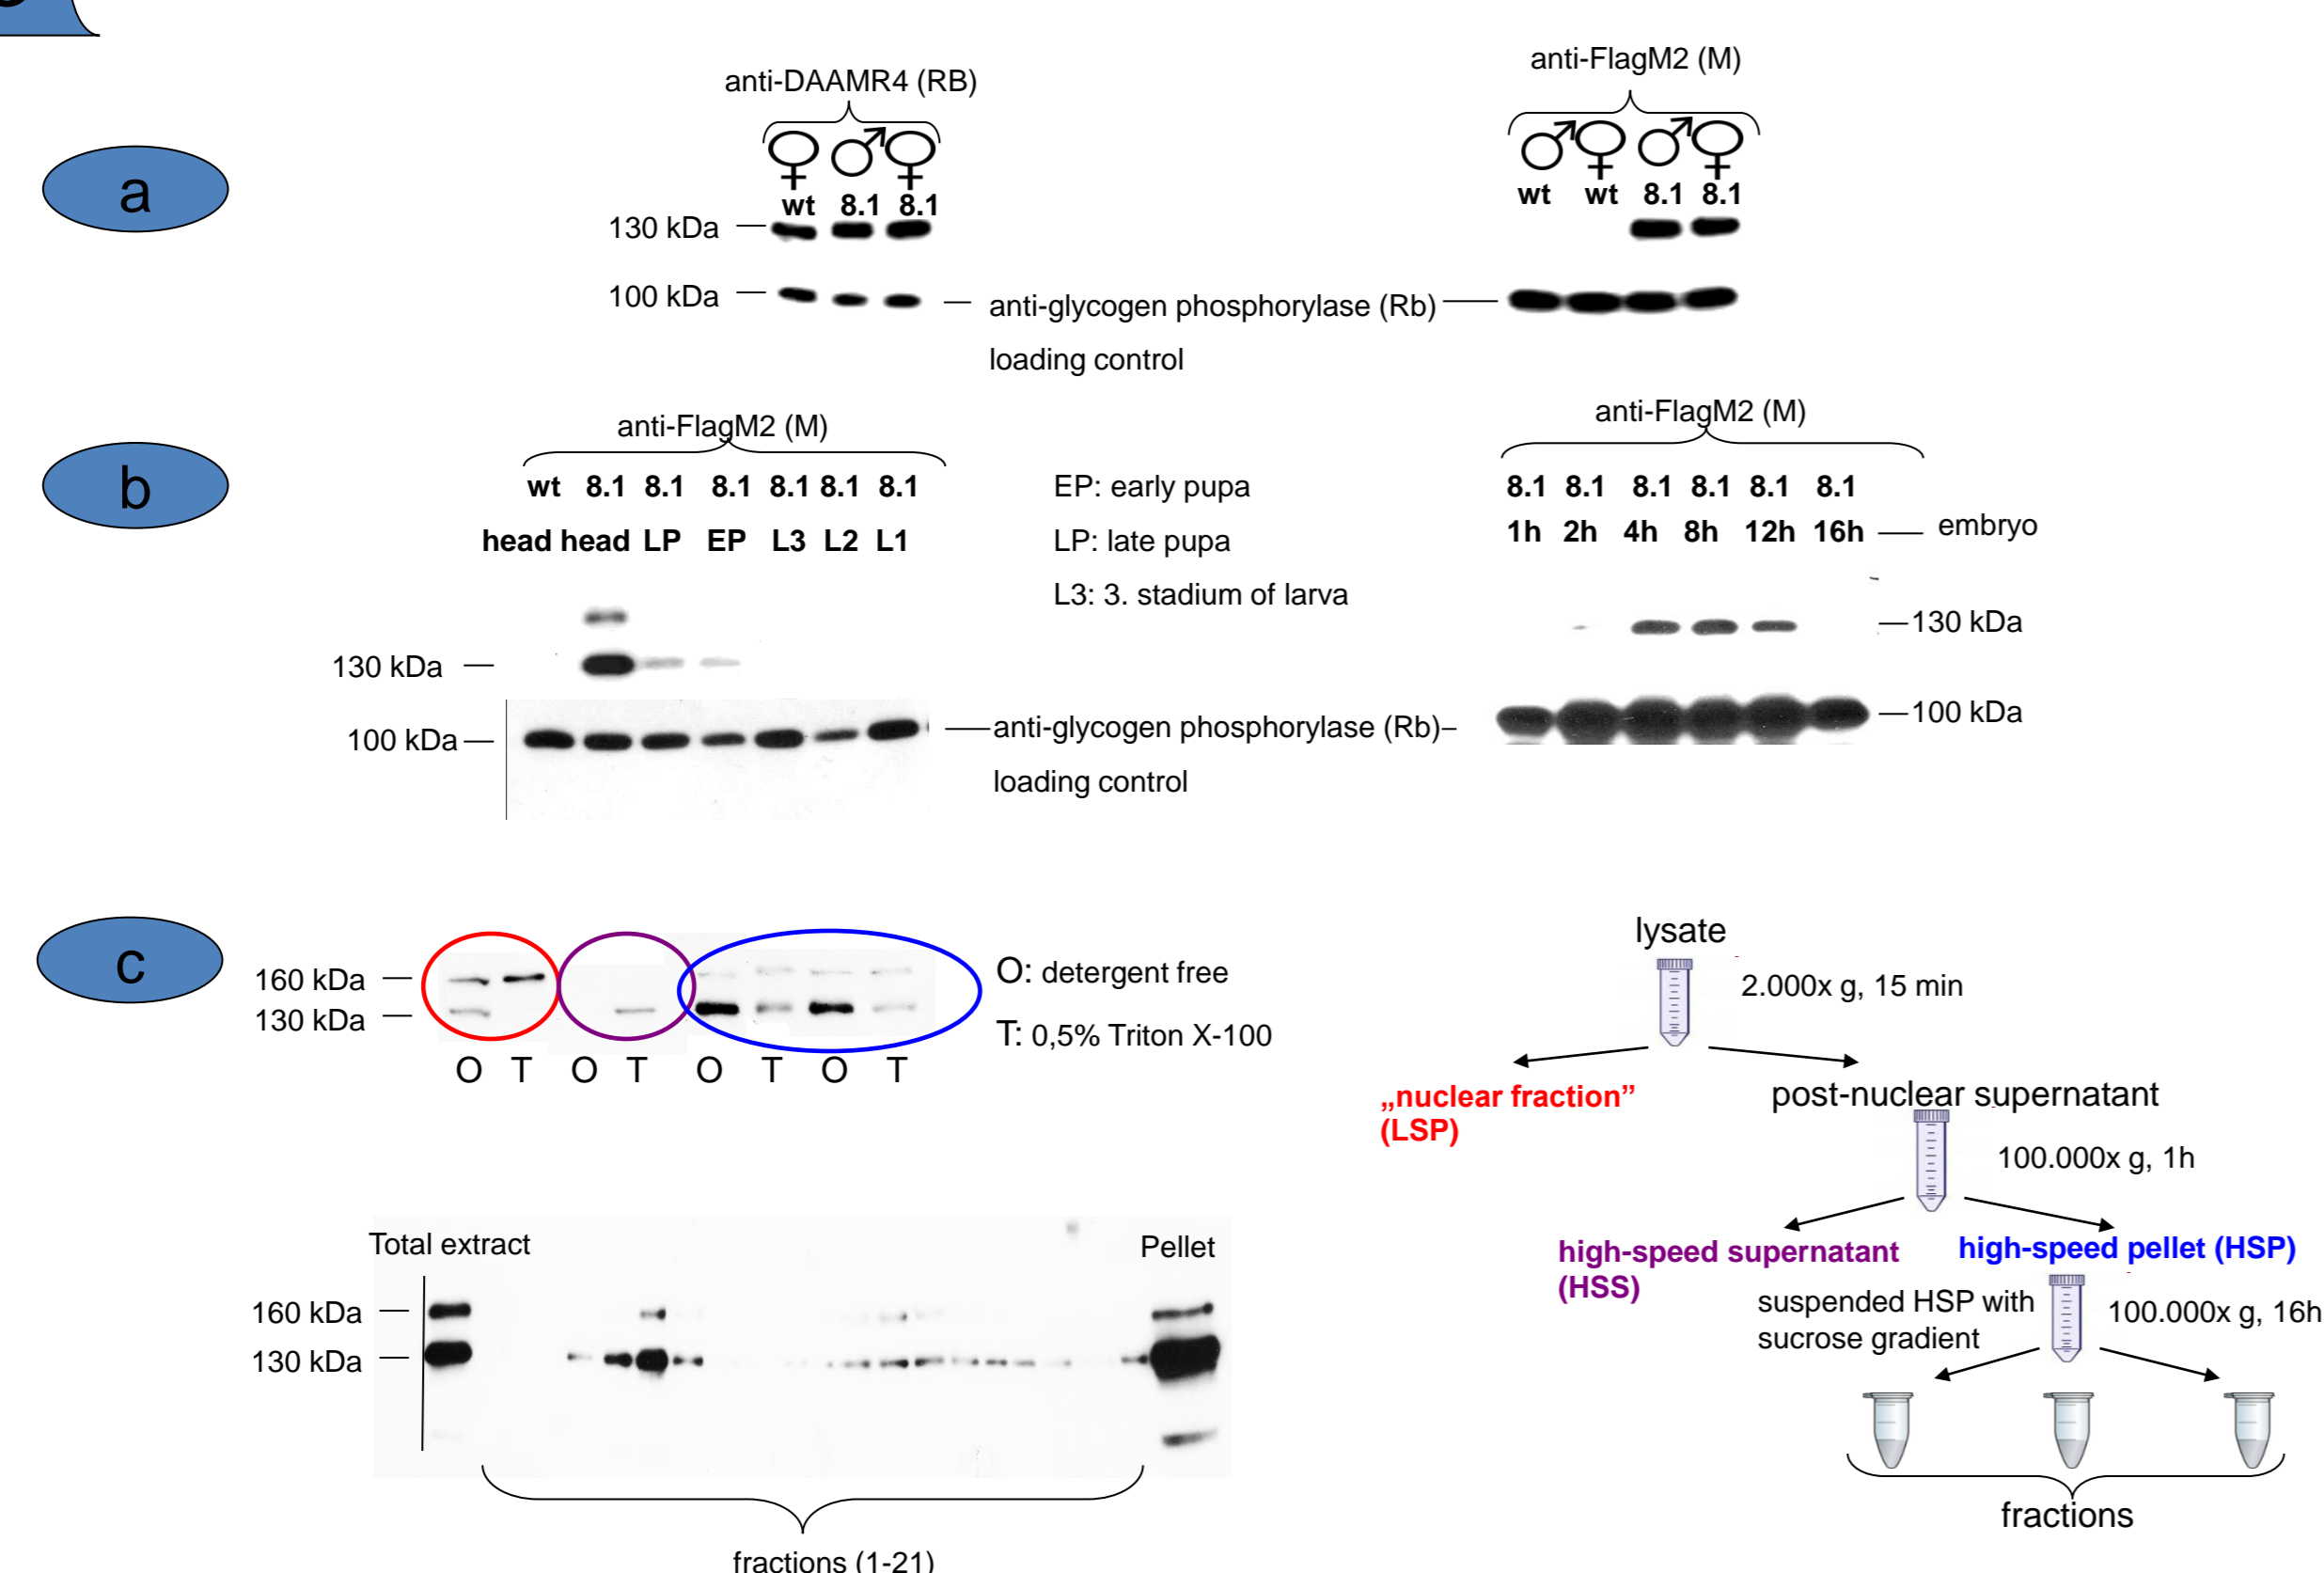 a
anti-DAAMR4 (RB)
wt 8.1 8.1
130 kDa
100 kDa
anti-FlagM2 (M)
wt wt 8.1 8.1
anti-glycogen phosphorylase (Rb)
loading control
b
anti-FlagM2 (M)
wt 8.1 8.1 8.1 8.1 8.1 8.1
head head LP EP L3 L2 L1
130 kDa
100 kDa
EP: early pupa
LP: late pupa
L3: 3. stadium of larva
anti-FlagM2 (M)
8.1 8.1 8.1 8.1 8.1 8.1
1h 2h 4h 8h 12h 16h
embryo
130 kDa
100 kDa
anti-glycogen phosphorylase (Rb)
loading control
c
160 kDa
130 kDa
O T O T O T O T
O: detergent free
T: 0,5% Triton X-100
Total extract
Pellet
160 kDa
130 kDa
fractions (1-21)
lysate
2.000x g, 15 min
„nuclear fraction”
(LSP)
post-nuclear supernatant
100.000x g, 1h
high-speed supernatant
(HSS)
high-speed pellet (HSP)
suspended HSP with
sucrose gradient
100.000x g, 16h
fractions